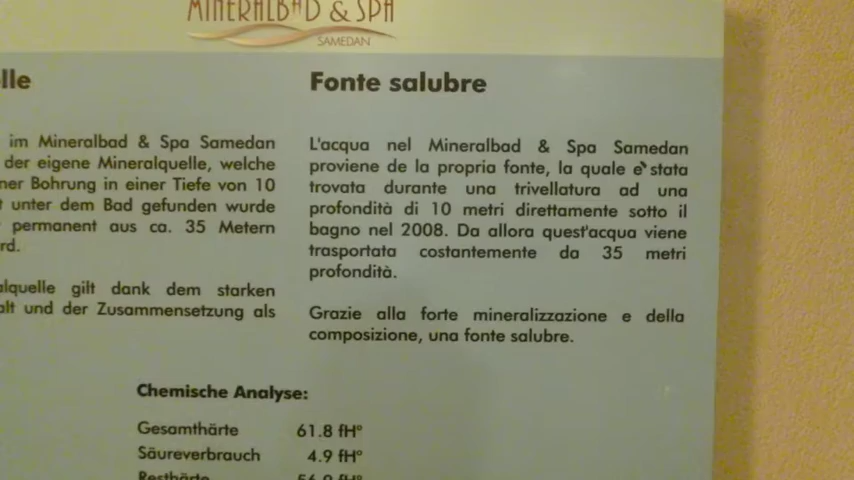 MINERALBAD & SPA
SAMEDAN
lle
im Mineralbad & Spa Samedan
der eigene Mineralquelle, welche
ner Bohrung in einer Tiefe von 10
t unter dem Bad gefunden wurde
permanent aus ca. 35 Metern
rd.
alquelle gilt dank dem starken
alt und der Zusammensetzung als
Fonte salubre
L'acqua nel Mineralbad & Spa Samedan
proviene de la propria fonte, la quale e` stata
trovata durante una trivellatura ad una
profondità di 10 metri direttamente sotto il
bagno nel 2008. Da allora quest'acqua viene
trasportata costantemente da 35 metri
profondità.
Grazie alla forte mineralizzazione e della
composizione, una fonte salubre.
Chemische Analyse:
Gesamthärte 61.8 fH°
Säureverbrauch 4.9 fH°
Resthärte 56.9 fH°